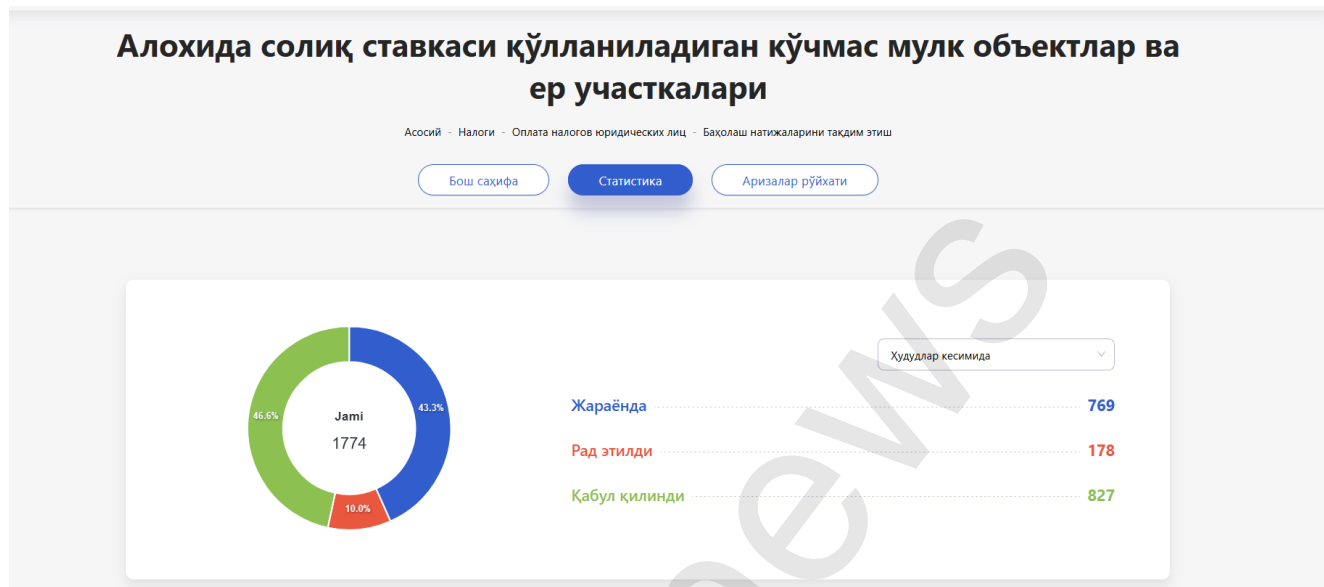 Алохида солиқ ставкаси қўлланиладиган кўчмас мулк объектлар ва
ер участкалари
Асосий - Налоги - Оплата налогов юридических лиц - Баҳолаш натижаларини тақдим этиш
Бош саҳифа
Статистика
Аризалар рўйхати
46.6%
43.3%
10.0%
Jami
1774
Ҳудудлар кесимида
Жараёнда 769
Рад этилди 178
Қабул қилинди 827
ews